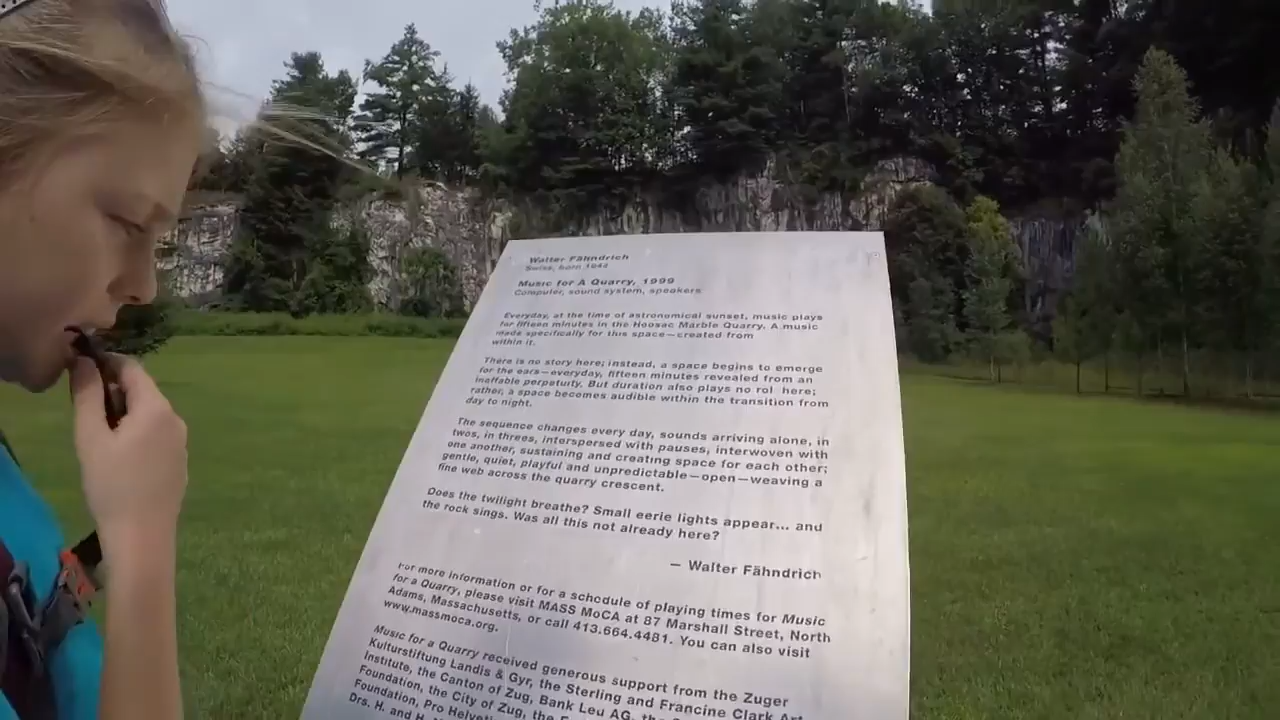 Walter Fähndrich
Swiss, born 1944
Music for A Quarry, 1999
Computer, sound system, speakers
Everyday, at the time of astronomical sunset, music plays
for fifteen minutes in the Hoosac Marble Quarry. A music
made specifically for this space—created from
within it.
There is no story here; instead, a space begins to emerge
for the ears—everyday, fifteen minutes revealed from an
ineffable perpetuity. But duration also plays no rol here;
rather, a space becomes audible within the transition from
day to night.
The sequence changes every day, sounds arriving alone, in
twos, in threes, interspersed with pauses, interwoven with
one another, sustaining and creating space for each other;
gentle, quiet, playful and unpredictable—open—weaving a
fine web across the quarry crescent.
Does the twilight breathe? Small eerie lights appear... and
the rock sings. Was all this not already here?
— Walter Fähndrich
For more information or for a schedule of playing times for Music
for a Quarry, please visit MASS MoCA at 87 Marshall Street, North
Adams, Massachusetts, or call 413.664.4481. You can also visit
www.massmoca.org.
Music for a Quarry received generous support from the Zuger
Kulturstiftung Landis & Gyr, the Sterling and Francine Clark Art
Institute, the Canton of Zug, Bank Leu AG, the
Foundation, the City of Zug, the
Foundation, Pro Helvetia
Drs. H. and H.